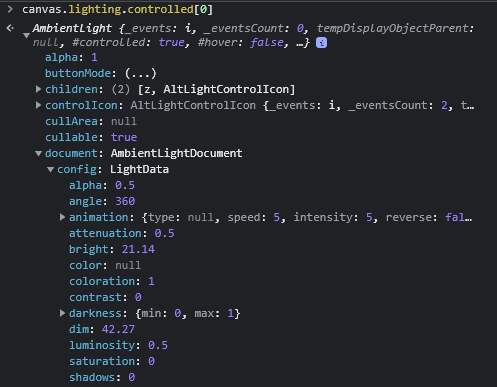 > canvas.lighting.controlled[0]
AmbientLight {_events: i, _eventsCount: 0, tempDisplayObjectParent:
null, #controlled: true, #hover: false, …} i
alpha: 1
buttonMode: (...)
children: (2) [z, AltLightControlIcon]
controlIcon: AltLightControlIcon {_events: i, _eventsCount: 2, t…
cullArea: null
cullable: true
document: AmbientLightDocument
config: LightData
alpha: 0.5
angle: 360
animation: {type: null, speed: 5, intensity: 5, reverse: fal…
attenuation: 0.5
bright: 21.14
color: null
coloration: 1
contrast: 0
darkness: {min: 0, max: 1}
dim: 42.27
luminosity: 0.5
saturation: 0
shadows: 0